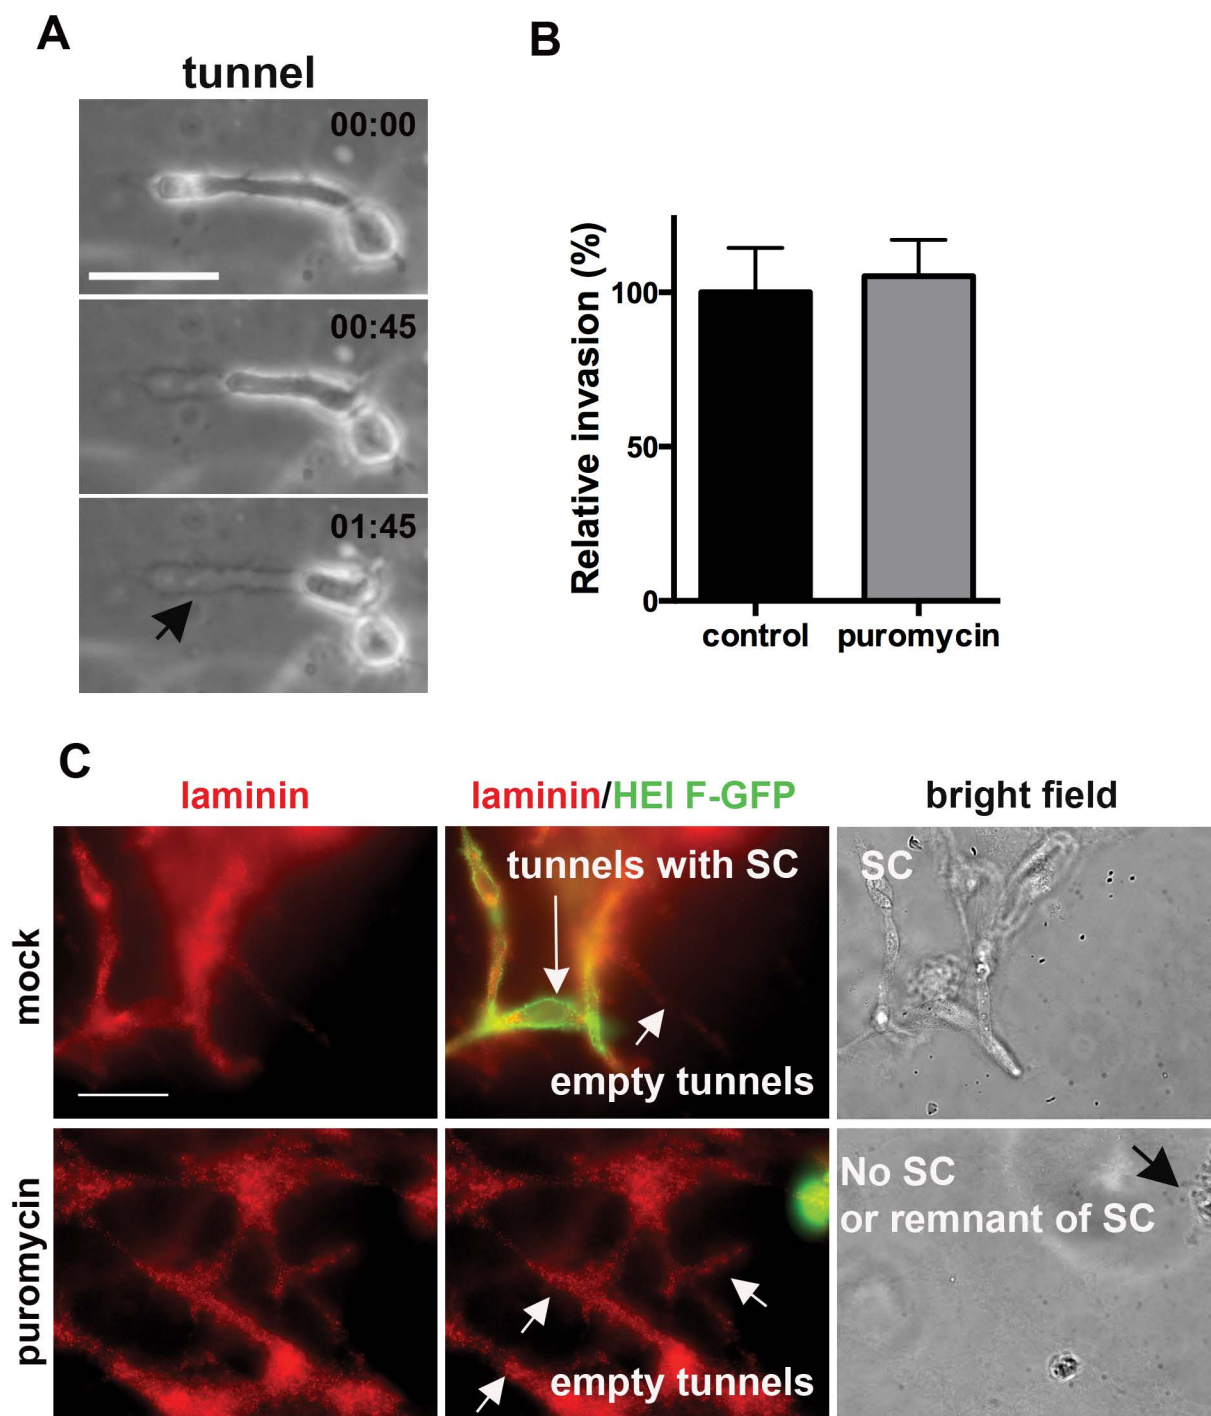 A
tunnel
00:00
00:45
01:45
B
Relative invasion (%)
100
50
0
control
puromycin
C
laminin
laminin/HEI F-GFP
bright field
mock
tunnels with SC
empty tunnels
SC
puromycin
empty tunnels
No SC
or remnant of SC